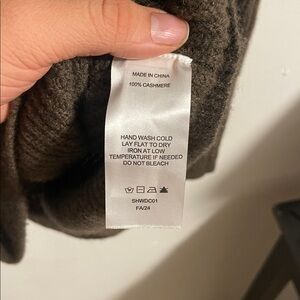 MADE IN CHINA
100% CASHMERE
HAND WASH COLD
LAY FLAT TO DRY
IRON AT LOW
TEMPERATURE IF NEEDED
DO NOT BLEACH
SHWDC01
FA/24